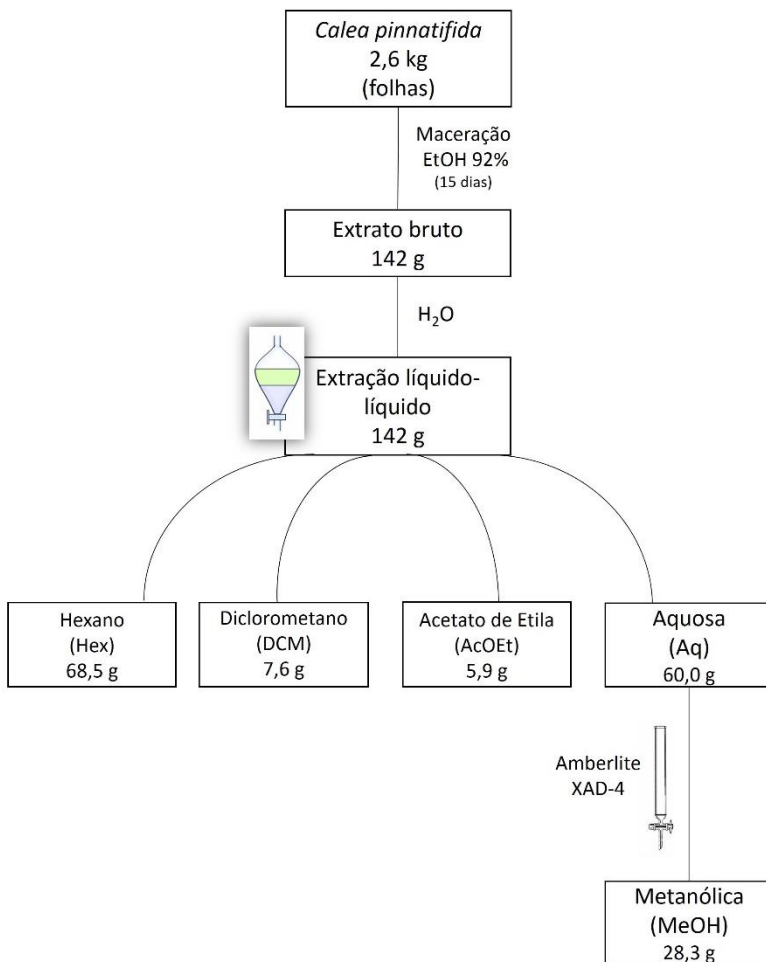 Calea pinnatifida
2,6 kg
(folhas)
Maceração
EtOH 92%
(15 dias)
Extrato bruto
142 g
H₂O
Extração líquido-
líquido
142 g
Hexano
(Hex)
68,5 g
Diclorometano
(DCM)
7,6 g
Acetato de Etila
(AcOEt)
5,9 g
Aquosa
(Aq)
60,0 g
Amberlite
XAD-4
Metanólica
(MeOH)
28,3 g